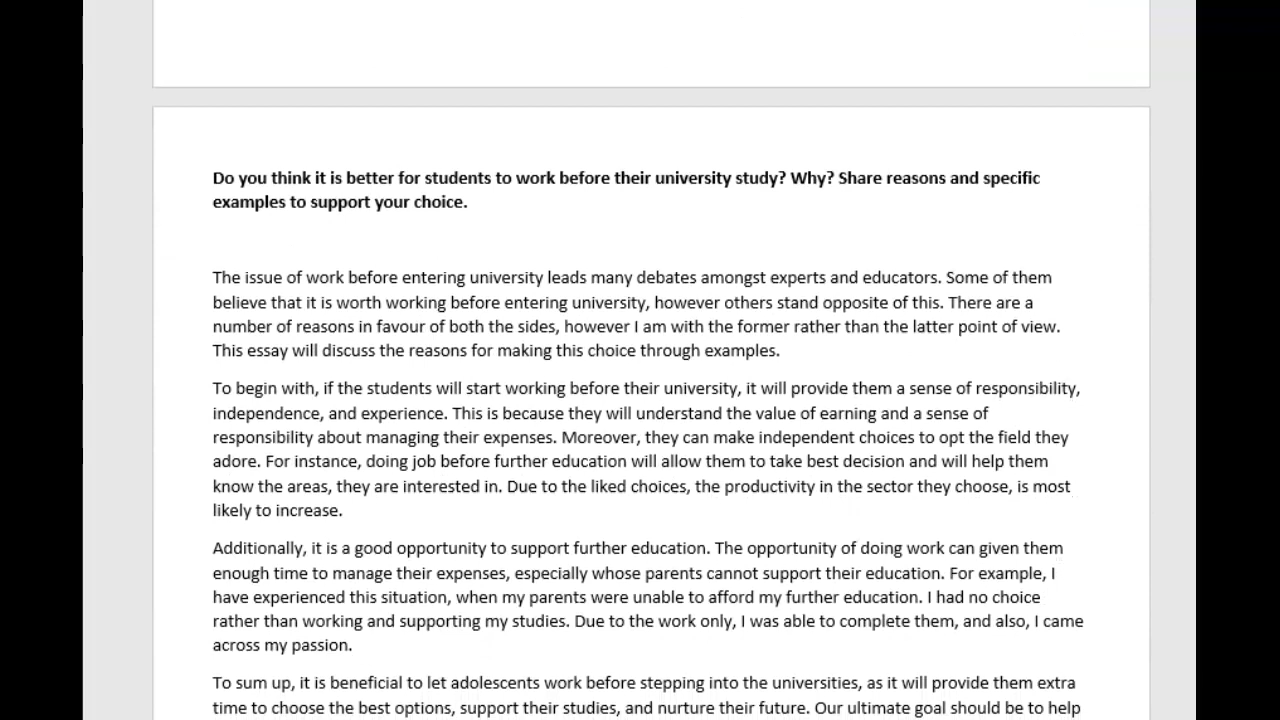 Do you think it is better for students to work before their university study? Why? Share reasons and specific
examples to support your choice.
The issue of work before entering university leads many debates amongst experts and educators. Some of them
believe that it is worth working before entering university, however others stand opposite of this. There are a
number of reasons in favour of both the sides, however I am with the former rather than the latter point of view.
This essay will discuss the reasons for making this choice through examples.
To begin with, if the students will start working before their university, it will provide them a sense of responsibility,
independence, and experience. This is because they will understand the value of earning and a sense of
responsibility about managing their expenses. Moreover, they can make independent choices to opt the field they
adore. For instance, doing job before further education will allow them to take best decision and will help them
know the areas, they are interested in. Due to the liked choices, the productivity in the sector they choose, is most
likely to increase.
Additionally, it is a good opportunity to support further education. The opportunity of doing work can given them
enough time to manage their expenses, especially whose parents cannot support their education. For example, I
have experienced this situation, when my parents were unable to afford my further education. I had no choice
rather than working and supporting my studies. Due to the work only, I was able to complete them, and also, I came
across my passion.
To sum up, it is beneficial to let adolescents work before stepping into the universities, as it will provide them extra
time to choose the best options, support their studies, and nurture their future. Our ultimate goal should be to help